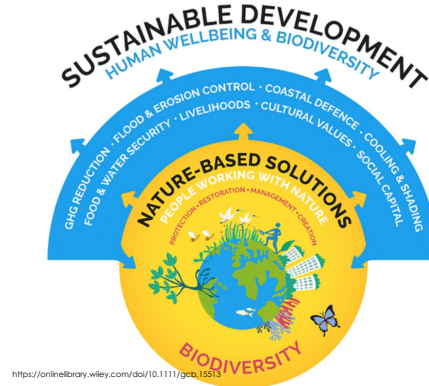 SUSTAINABLE DEVELOPMENT
HUMAN WELLBEING & BIODIVERSITY
GHG REDUCTION · FLOOD & EROSION CONTROL · COASTAL DEFENCE · COOLING & SHADING
FOOD & WATER SECURITY · LIVELIHOODS · CULTURAL VALUES · SOCIAL CAPITAL
NATURE-BASED SOLUTIONS
PEOPLE WORKING WITH NATURE
PROTECTION•RESTORATION•MANAGEMENT•CREATION
BIODIVERSITY
https://onlinelibrary.wiley.com/doi/10.1111/gcb.15513